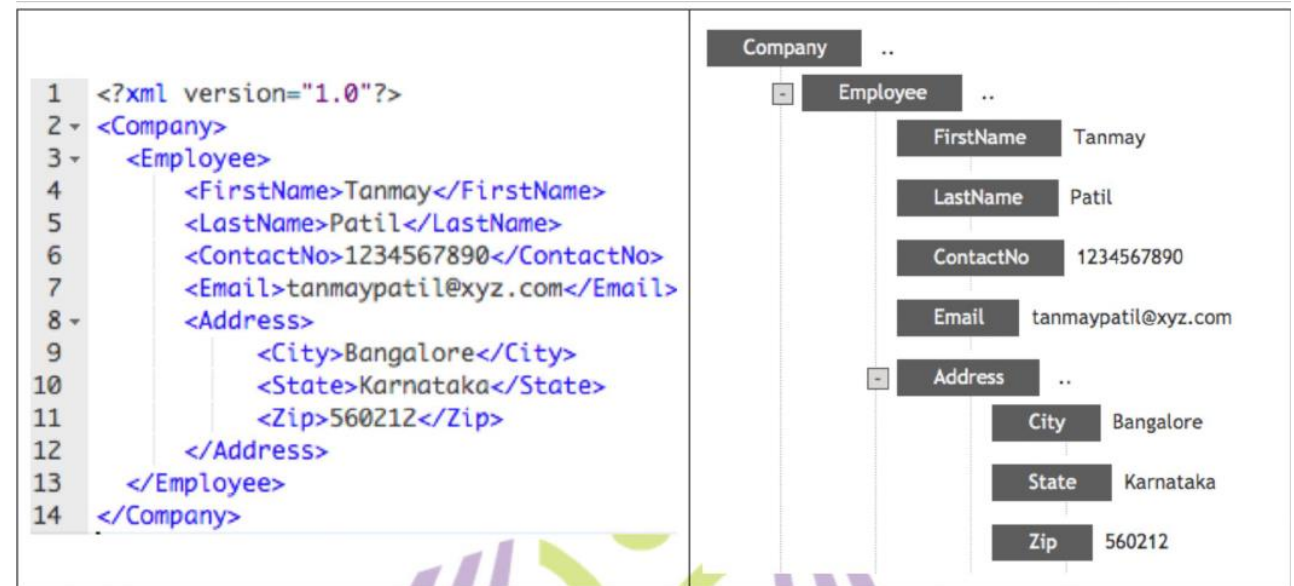 1 <?xml version="1.0"?>
2 <Company>
3 <Employee>
4 <FirstName>Tanmay</FirstName>
5 <LastName>Patil</LastName>
6 <ContactNo>1234567890</ContactNo>
7 <Email>tanmaypatil@xyz.com</Email>
8 <Address>
9 <City>Bangalore</City>
10 <State>Karnataka</State>
11 <Zip>560212</Zip>
12 </Address>
13 </Employee>
14 </Company>
Company ..
- Employee ..
FirstName Tanmay
LastName Patil
ContactNo 1234567890
Email tanmaypatil@xyz.com
- Address ..
City Bangalore
State Karnataka
Zip 560212